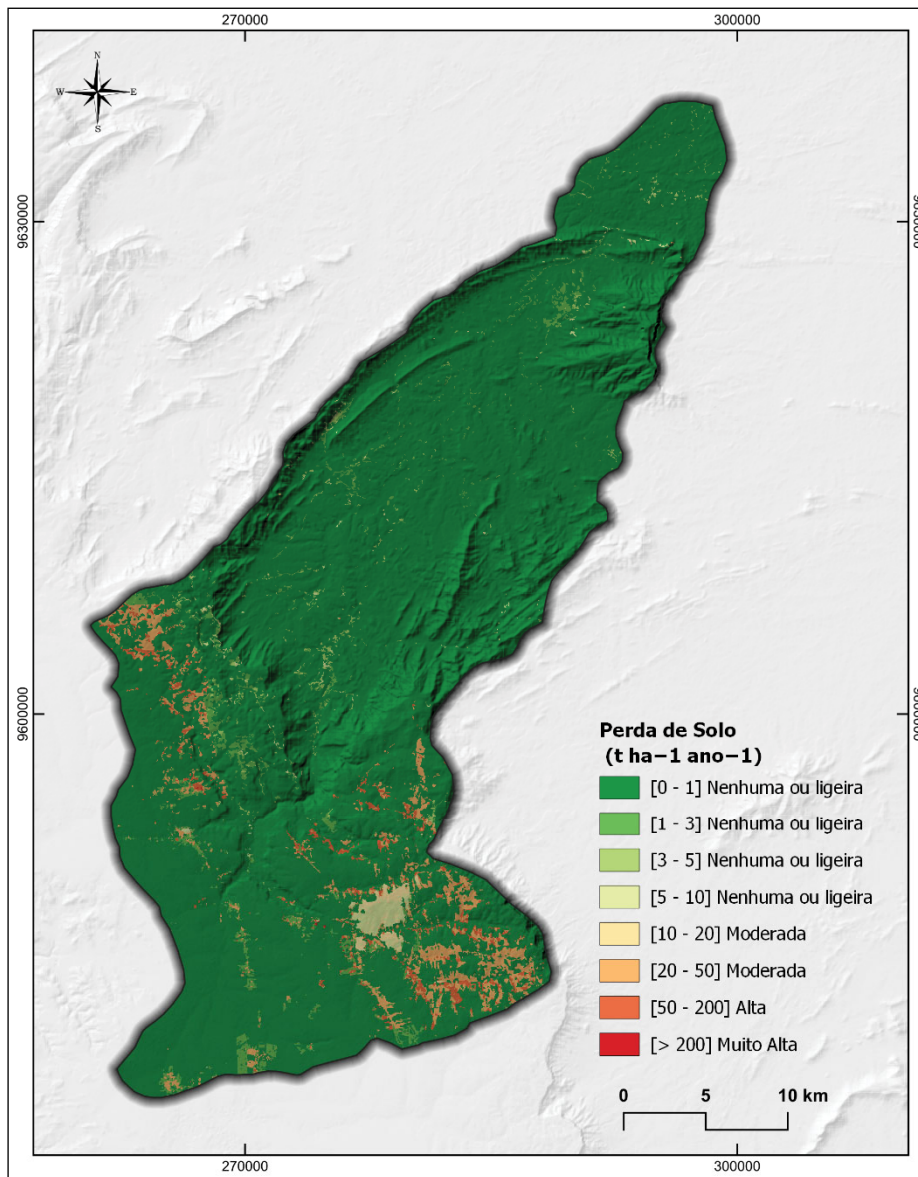 270000
300000
N
W
E
S
9630000
9630000
9600000
9600000
Perda de Solo
(t ha−1 ano−1)
[0 - 1] Nenhuma ou ligeira
[1 - 3] Nenhuma ou ligeira
[3 - 5] Nenhuma ou ligeira
[5 - 10] Nenhuma ou ligeira
[10 - 20] Moderada
[20 - 50] Moderada
[50 - 200] Alta
[> 200] Muito Alta
0
5
10 km
270000
300000